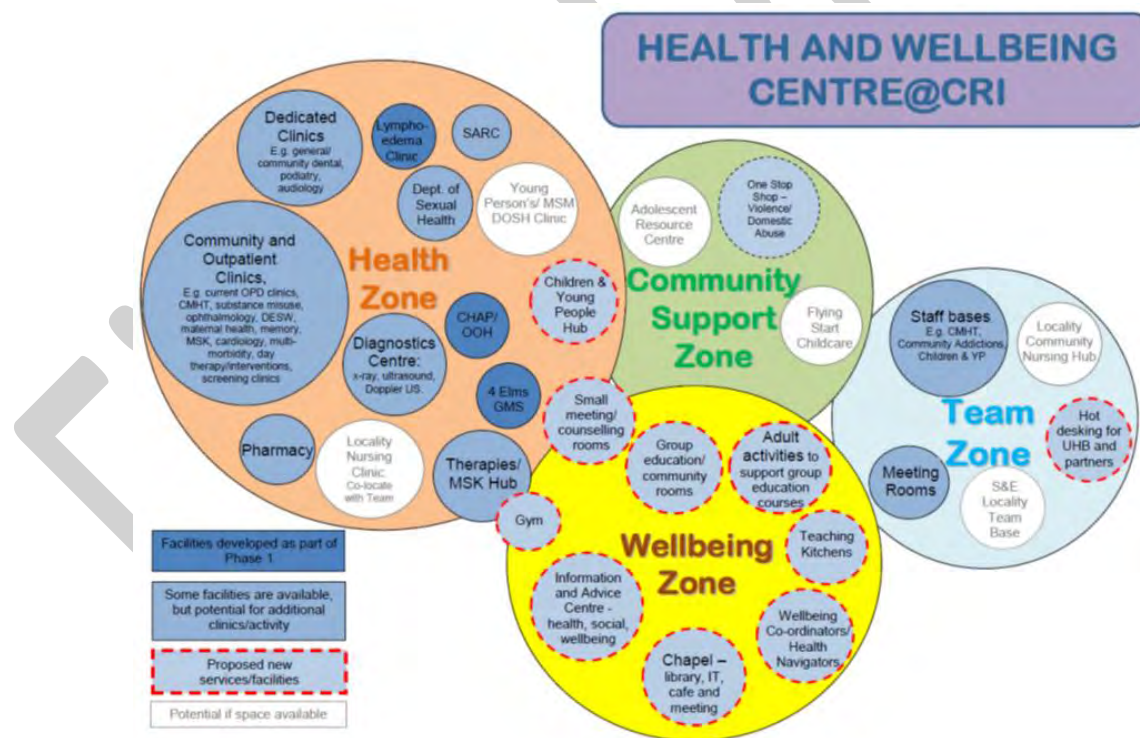 HEALTH AND WELLBEING
CENTRE@CRI
Dedicated
Clinics
E.g. general/
community dental,
podiatry,
audiology
Lympho-
edema
Clinic
SARC
Dept. of
Sexual
Health
Young
Person's/ MSM
DOSH Clinic
Community and
Outpatient
Clinics,
E.g. current OPD clinics,
CMHT, substance misuse,
ophthalmology, DESW,
maternal health, memory,
MSK, cardiology, multi-
morbidity, day
therapy/interventions,
screening clinics
Health
Zone
Children &
Young
People
Hub
CHAP/
OOH
Diagnostics
Centre:
x-ray, ultrasound,
Doppler US.
4 Elms
GMS
Small
meeting/
counselling
rooms
Pharmacy
Locality
Nursing
Clinic
Co-locate
with Team
Therapies/
MSK Hub
Adolescent
Resource
Centre
One Stop
Shop –
Violence/
Domestic
Abuse
Community
Support
Zone
Flying
Start
Childcare
Staff bases
E.g. CMHT,
Community Addictions,
Children & YP
Locality
Community
Nursing Hub
Team
Zone
Hot
desking for
UHB and
partners
Meeting
Rooms
S&E
Locality
Team
Base
Group
education/
community
rooms
Adult
activities to
support group
education
courses
Gym
Wellbeing
Zone
Teaching
Kitchens
Information
and Advice
Centre -
health, social,
wellbeing
Wellbeing
Co-ordinators/
Health
Navigators
Chapel –
library, IT,
cafe and
meeting
Facilities developed as part of
Phase 1
Some facilities are available,
but potential for additional
clinics/activity
Proposed new
services/facilities
Potential if space available